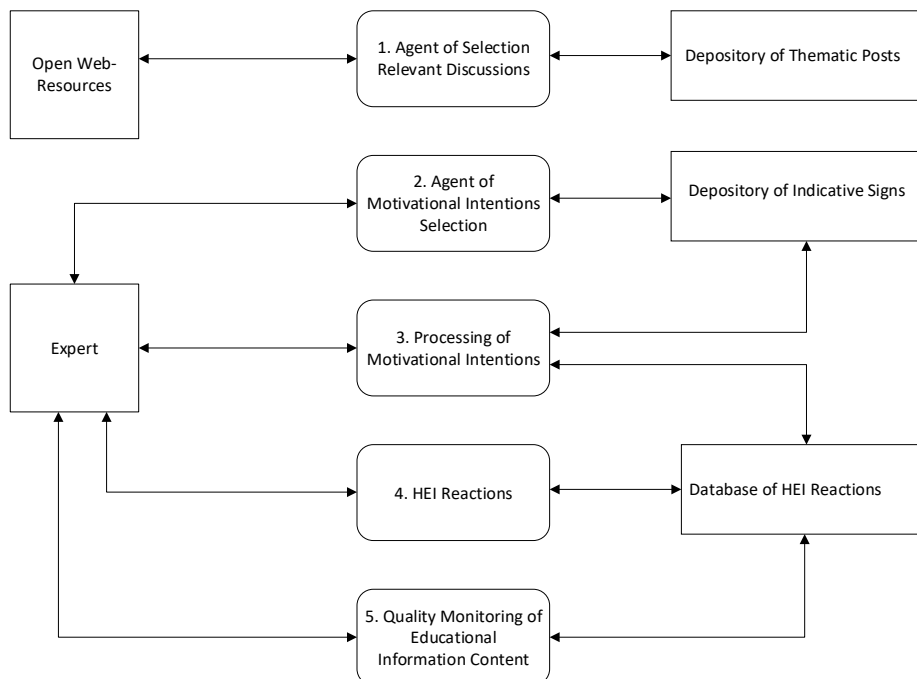 Open Web-
Resources
1. Agent of Selection
Relevant Discussions
Depository of Thematic Posts
2. Agent of
Motivational Intentions
Selection
Depository of Indicative Signs
Expert
3. Processing of
Motivational Intentions
4. HEI Reactions
Database of HEI Reactions
5. Quality Monitoring of
Educational
Information Content